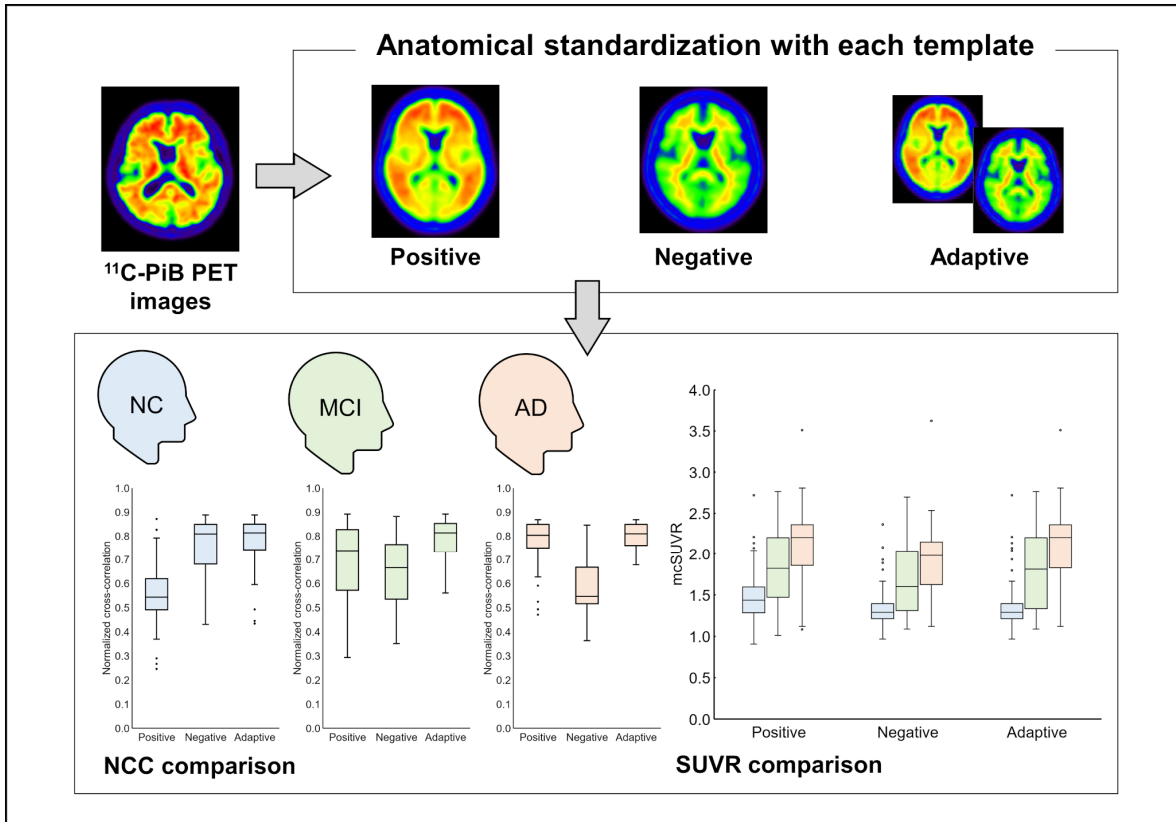 Anatomical standardization with each template
¹¹C-PiB PET
images
Positive
Negative
Adaptive
NC
MCI
AD
Normalized cross-correlation
1.0
0.9
0.8
0.7
0.6
0.5
0.4
0.3
0.2
0.1
0.0
Positive Negative Adaptive
Normalized cross-correlation
1.0
0.9
0.8
0.7
0.6
0.5
0.4
0.3
0.2
0.1
0.0
Positive Negative Adaptive
Normalized cross-correlation
1.0
0.9
0.8
0.7
0.6
0.5
0.4
0.3
0.2
0.1
0.0
Positive Negative Adaptive
mcSUVR
4.0
3.5
3.0
2.5
2.0
1.5
1.0
0.5
0.0
Positive Negative Adaptive
NCC comparison
SUVR comparison